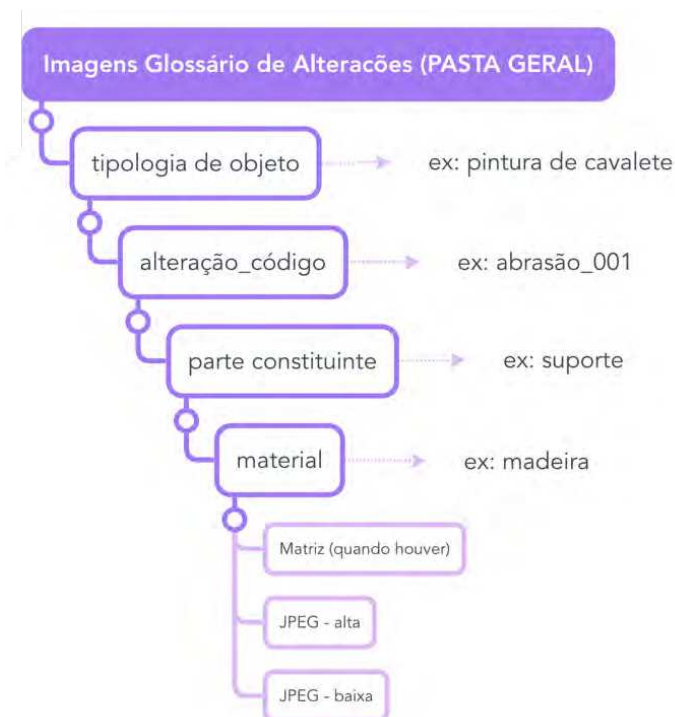 Imagens Glossário de Alteracões (PASTA GERAL)
tipologia de objeto
ex: pintura de cavalete
alteração_código
ex: abrasão_001
parte constituinte
ex: suporte
material
ex: madeira
Matriz (quando houver)
JPEG - alta
JPEG - baixa